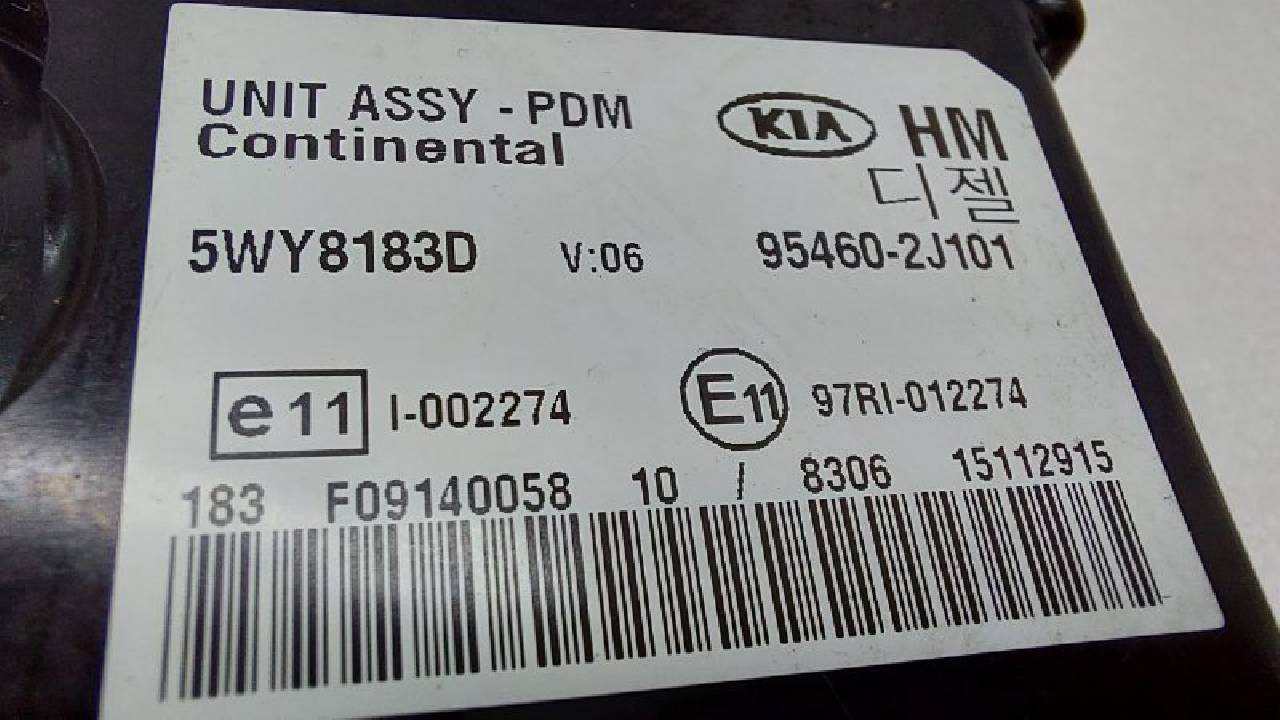 UNIT ASSY - PDM
Continental
KIA HM
디젤
5WY8183D V:06 95460-2J101
e11 I-002274 E11 97RI-012274
183 F09140058 10 / 8306 15112915